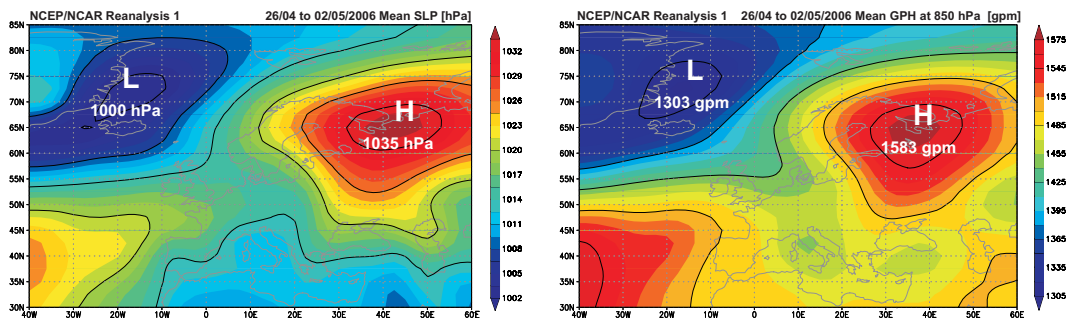 NCEP/NCAR Reanalysis 1 26/04 to 02/05/2006 Mean SLP [hPa]
85N
80N
75N
70N
65N
60N
55N
50N
45N
40N
35N
30N
40W 30W 20W 10W 0 10E 20E 30E 40E 50E 60E
L
1000 hPa
H
1035 hPa
1032
1029
1026
1023
1020
1017
1014
1011
1008
1005
1002
NCEP/NCAR Reanalysis 1 26/04 to 02/05/2006 Mean GPH at 850 hPa [gpm]
85N
80N
75N
70N
65N
60N
55N
50N
45N
40N
35N
30N
40W 30W 20W 10W 0 10E 20E 30E 40E 50E 60E
L
1303 gpm
H
1583 gpm
1575
1545
1515
1485
1455
1425
1395
1365
1345
1305